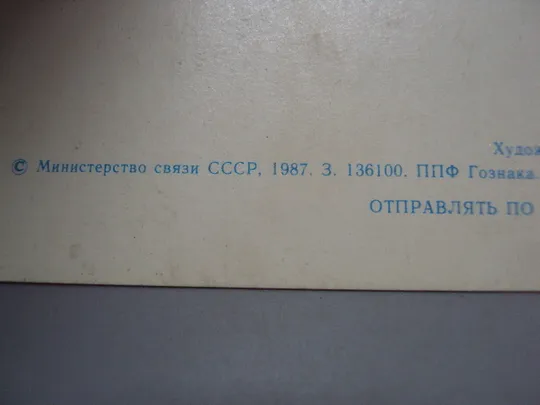 Худож
© Министерство связи СССР, 1987. З. 136100. ППФ Гознака.
ОТПРАВЛЯТЬ ПО